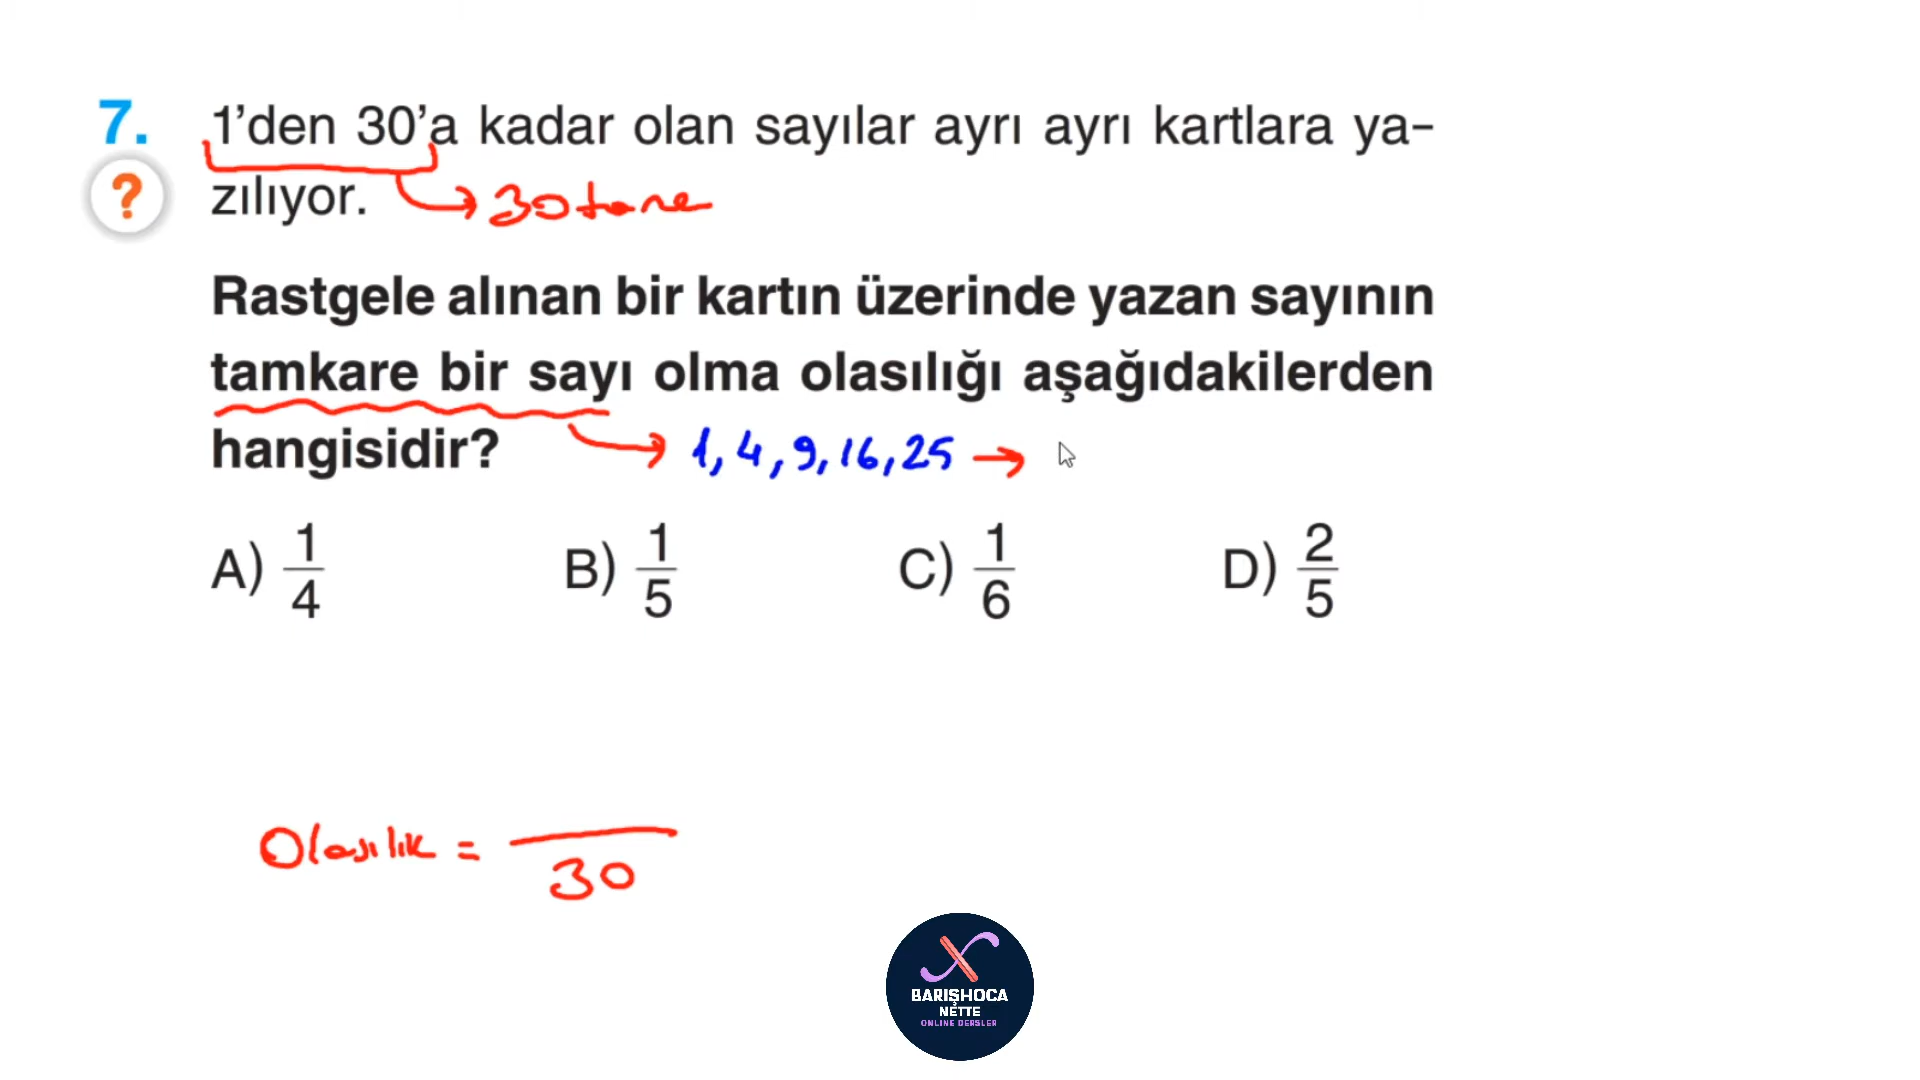 7. 1'den 30'a kadar olan sayılar ayrı ayrı kartlara ya-
? zılıyor. → 30 tane
Rastgele alınan bir kartın üzerinde yazan sayının
tamkare bir sayı olma olasılığı aşağıdakilerden
hangisidir? → 1, 4, 9, 16, 25 →
A) 1/4 B) 1/5 C) 1/6 D) 2/5
Olasılık = /30
BARIŞHOCA
NETTE
ONLINE DERSLER